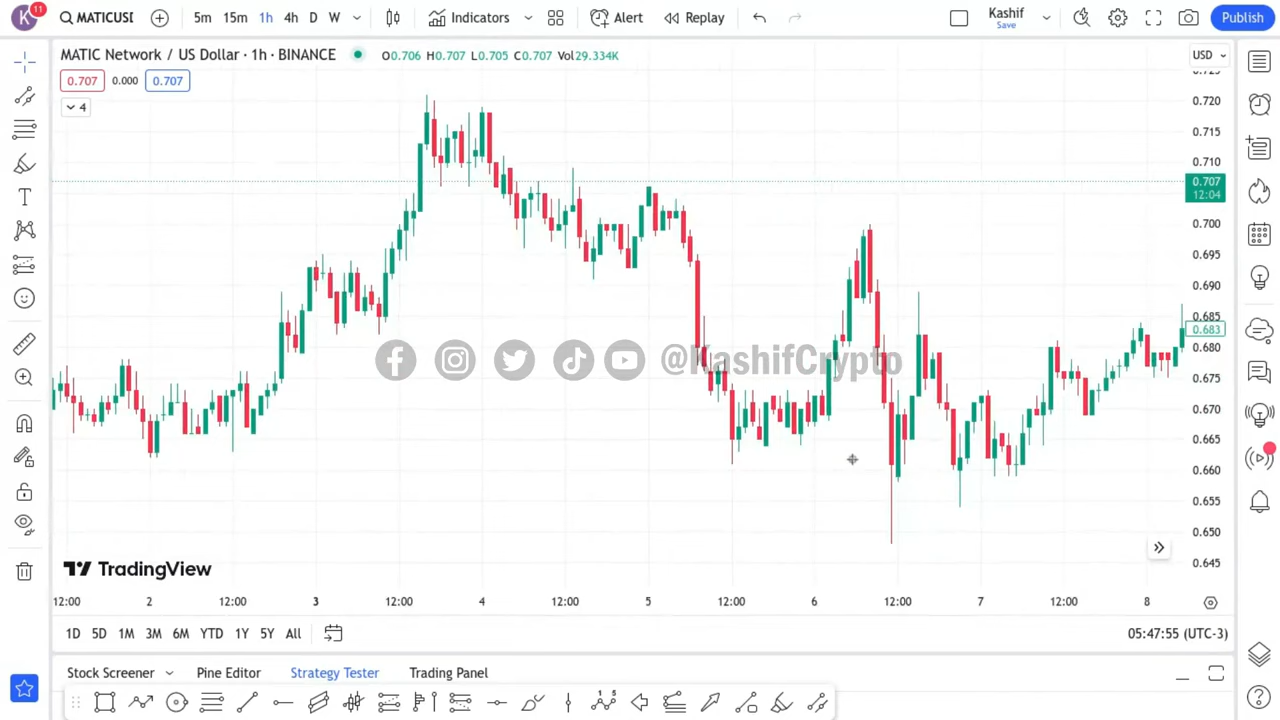 K
11
MATICUSD
5m 15m 1h 4h D W
Indicators
Alert
Replay
Kashif
Save
Publish
MATIC Network / US Dollar · 1h · BINANCE
O0.706 H0.707 L0.705 C0.707 Vol29.334K
USD
0.707 0.000 0.707
4
0.725
0.720
0.715
0.710
0.707
12:04
0.700
0.695
0.690
0.685
0.683
0.680
0.675
0.670
0.665
0.660
0.655
0.650
0.645
@KashifCrypto
TradingView
12:00 2 12:00 3 12:00 4 12:00 5 12:00 6 12:00 7 12:00 8
1D 5D 1M 3M 6M YTD 1Y 5Y All
05:47:55 (UTC-3)
Stock Screener Pine Editor Strategy Tester Trading Panel